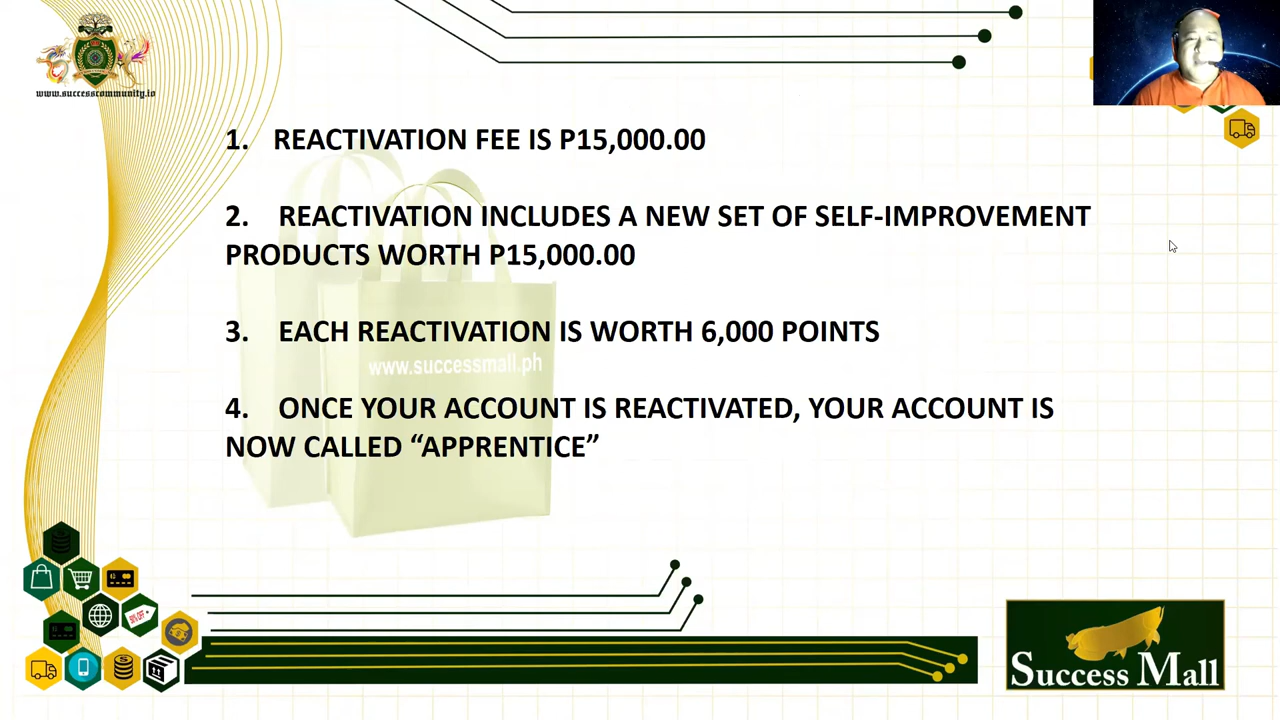 www.successcommunity.io
1. REACTIVATION FEE IS P15,000.00
2. REACTIVATION INCLUDES A NEW SET OF SELF-IMPROVEMENT
PRODUCTS WORTH P15,000.00
3. EACH REACTIVATION IS WORTH 6,000 POINTS
www.successmall.ph
4. ONCE YOUR ACCOUNT IS REACTIVATED, YOUR ACCOUNT IS
NOW CALLED “APPRENTICE”
50% OFF
Success Mall